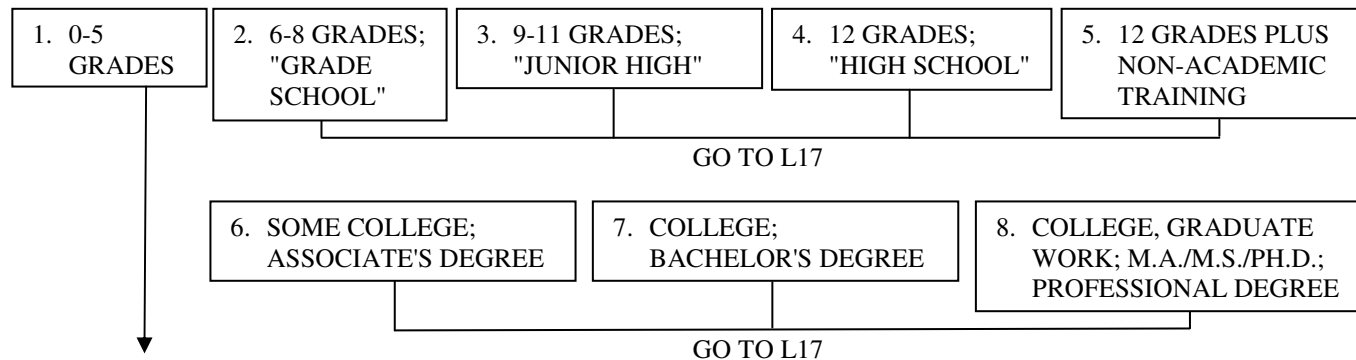 1. 0-5
GRADES
2. 6-8 GRADES;
"GRADE
SCHOOL"
3. 9-11 GRADES;
"JUNIOR HIGH"
4. 12 GRADES;
"HIGH SCHOOL"
5. 12 GRADES PLUS
NON-ACADEMIC
TRAINING
GO TO L17
6. SOME COLLEGE;
ASSOCIATE'S DEGREE
7. COLLEGE;
BACHELOR'S DEGREE
8. COLLEGE, GRADUATE
WORK; M.A./M.S./PH.D.;
PROFESSIONAL DEGREE
GO TO L17